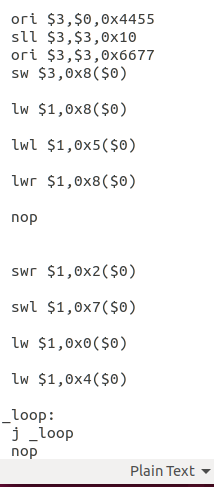 ori $3,$0,0x4455
sll $3,$3,0x10
ori $3,$3,0x6677
sw $3,0x8($0)
lw $1,0x8($0)
lwl $1,0x5($0)
lwr $1,0x8($0)
nop
swr $1,0x2($0)
swl $1,0x7($0)
lw $1,0x0($0)
lw $1,0x4($0)
_loop:
j _loop
nop
Plain Text